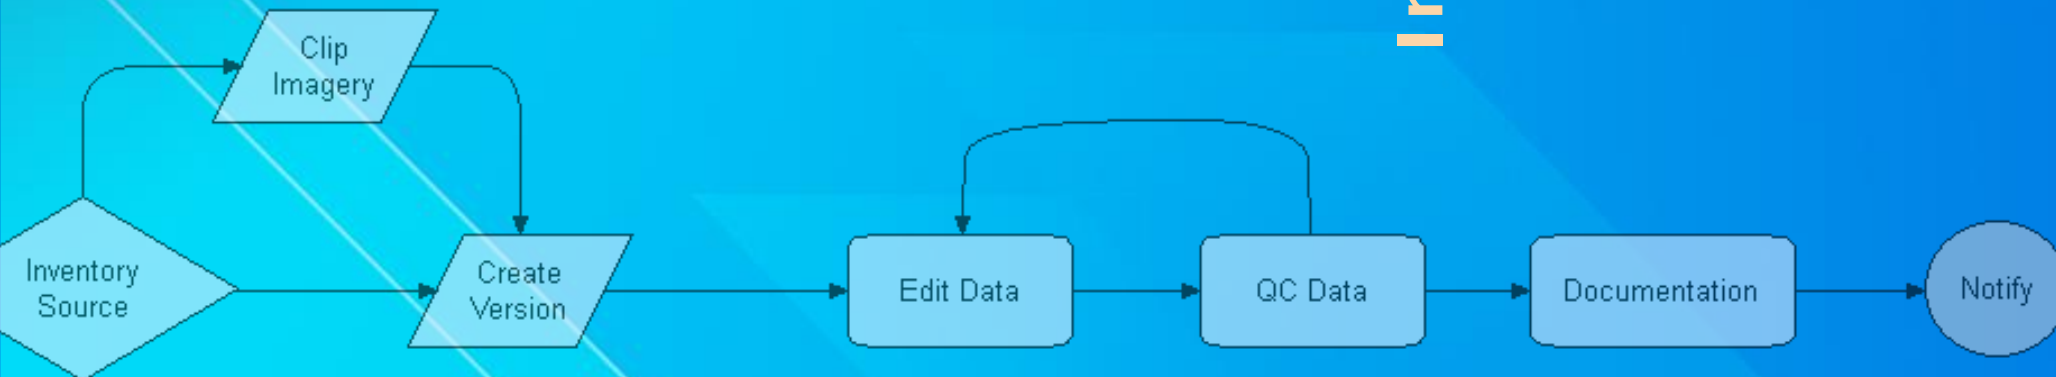 Clip
Imagery
Inventory
Source
Create
Version
Edit Data
QC Data
Documentation
Notify